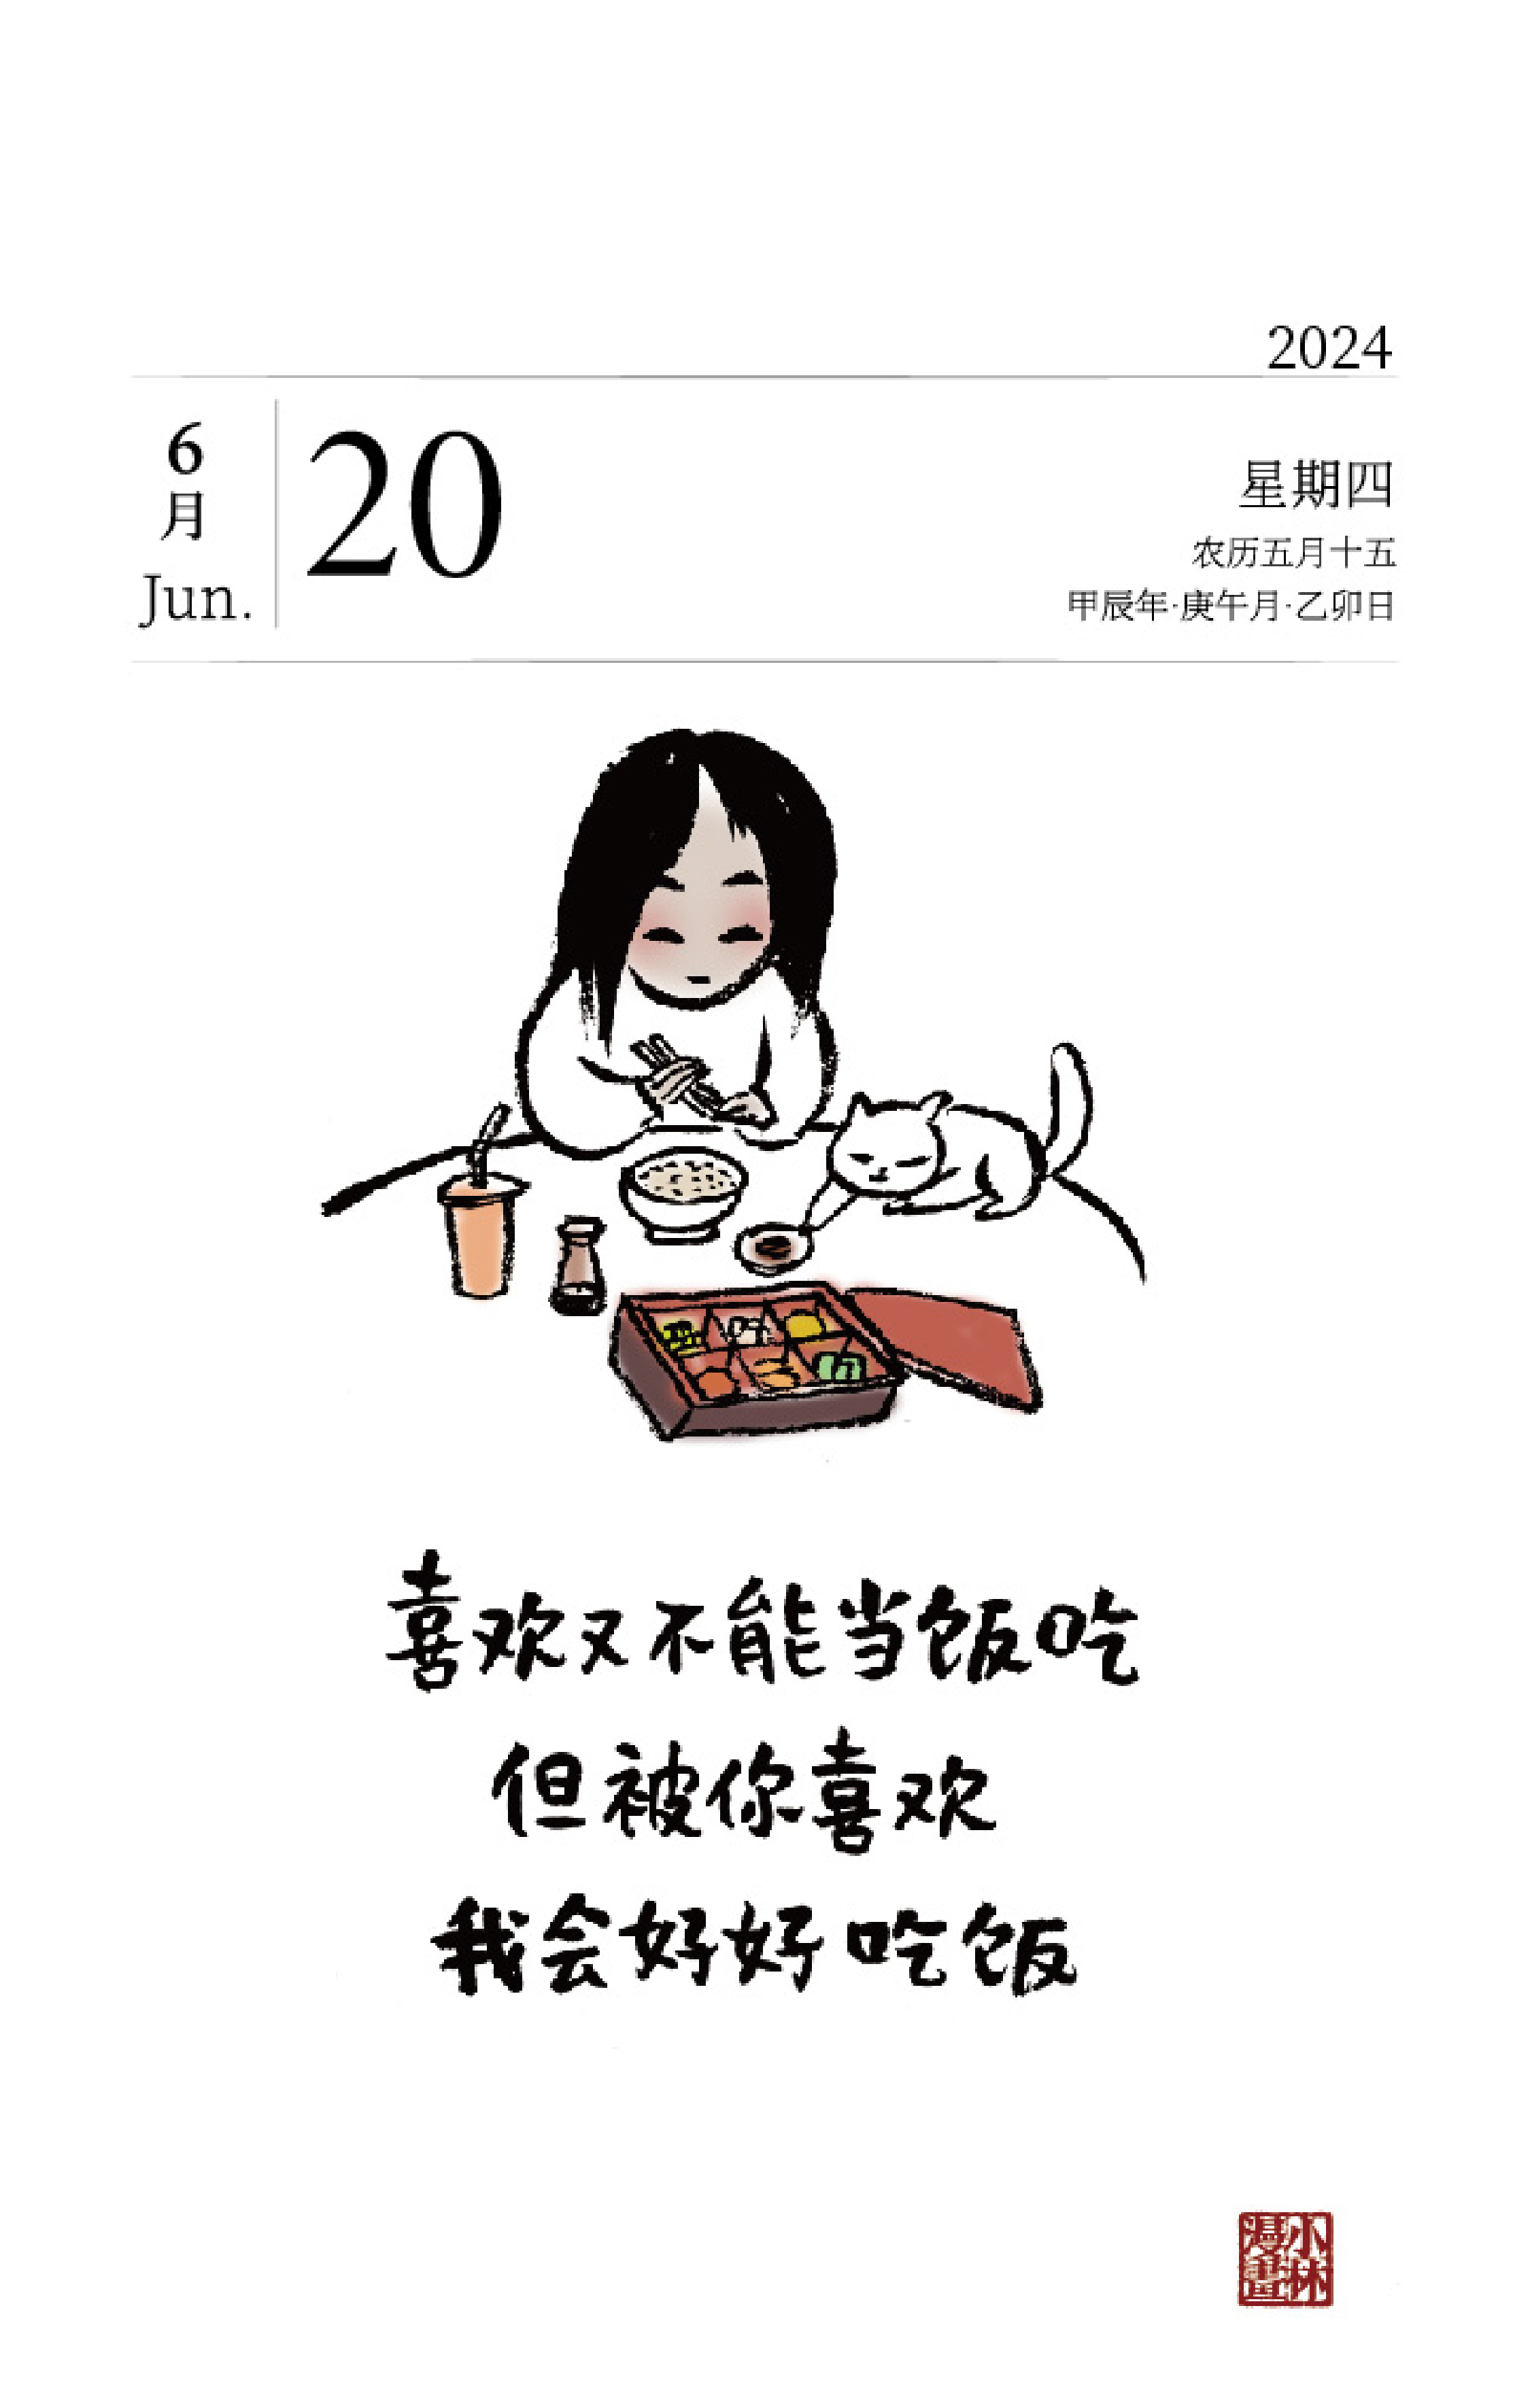 2024
6
月
Jun.
20
星期四
农历五月十五
甲辰年·庚午月·乙卯日
喜欢又不能当饭吃
但被你喜欢
我会好好吃饭
小林
漫畫